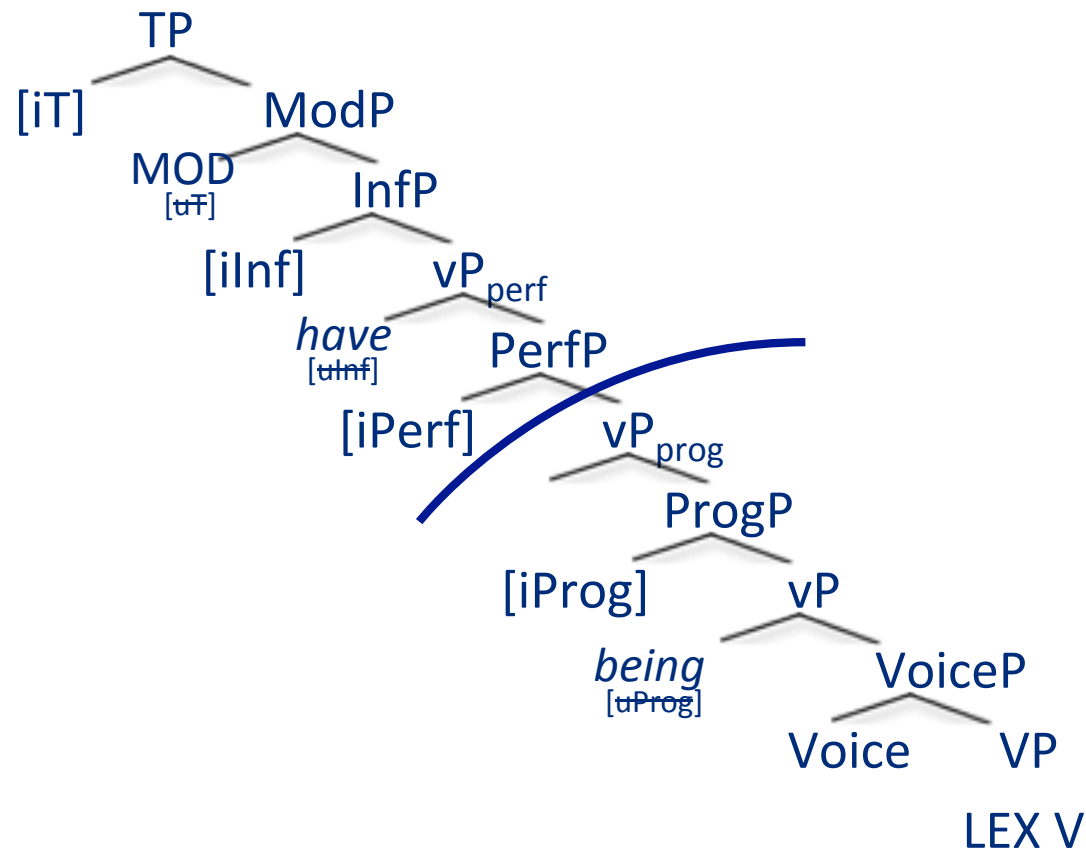 TP
[iT]
ModP
MOD
[uT]
InfP
[iInf]
vPperf
have
[uInf]
PerfP
[iPerf]
vPprog
ProgP
[iProg]
vP
being
[uProg]
VoiceP
Voice
VP
LEX V